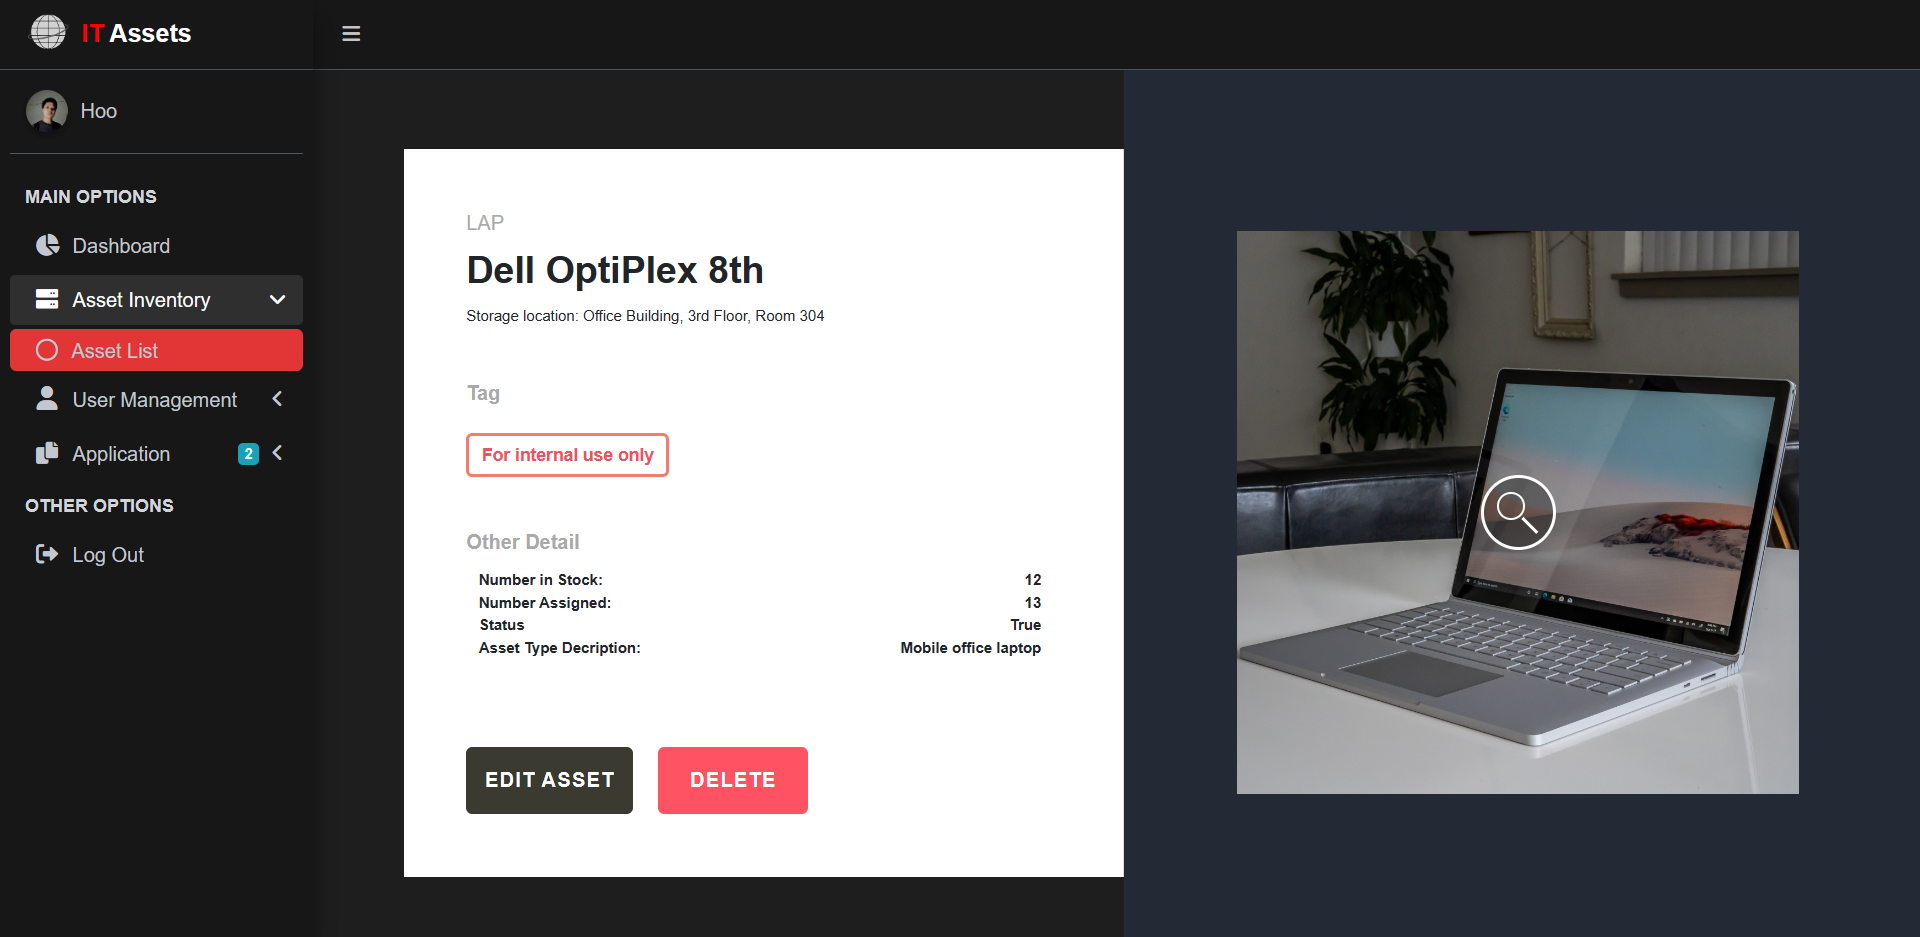 IT Assets
Hoo
MAIN OPTIONS
Dashboard
Asset Inventory
Asset List
User Management
Application 2
OTHER OPTIONS
Log Out
LAP
Dell OptiPlex 8th
Storage location: Office Building, 3rd Floor, Room 304
Tag
For internal use only
Other Detail
Number in Stock: 12
Number Assigned: 13
Status True
Asset Type Decription: Mobile office laptop
EDIT ASSET DELETE